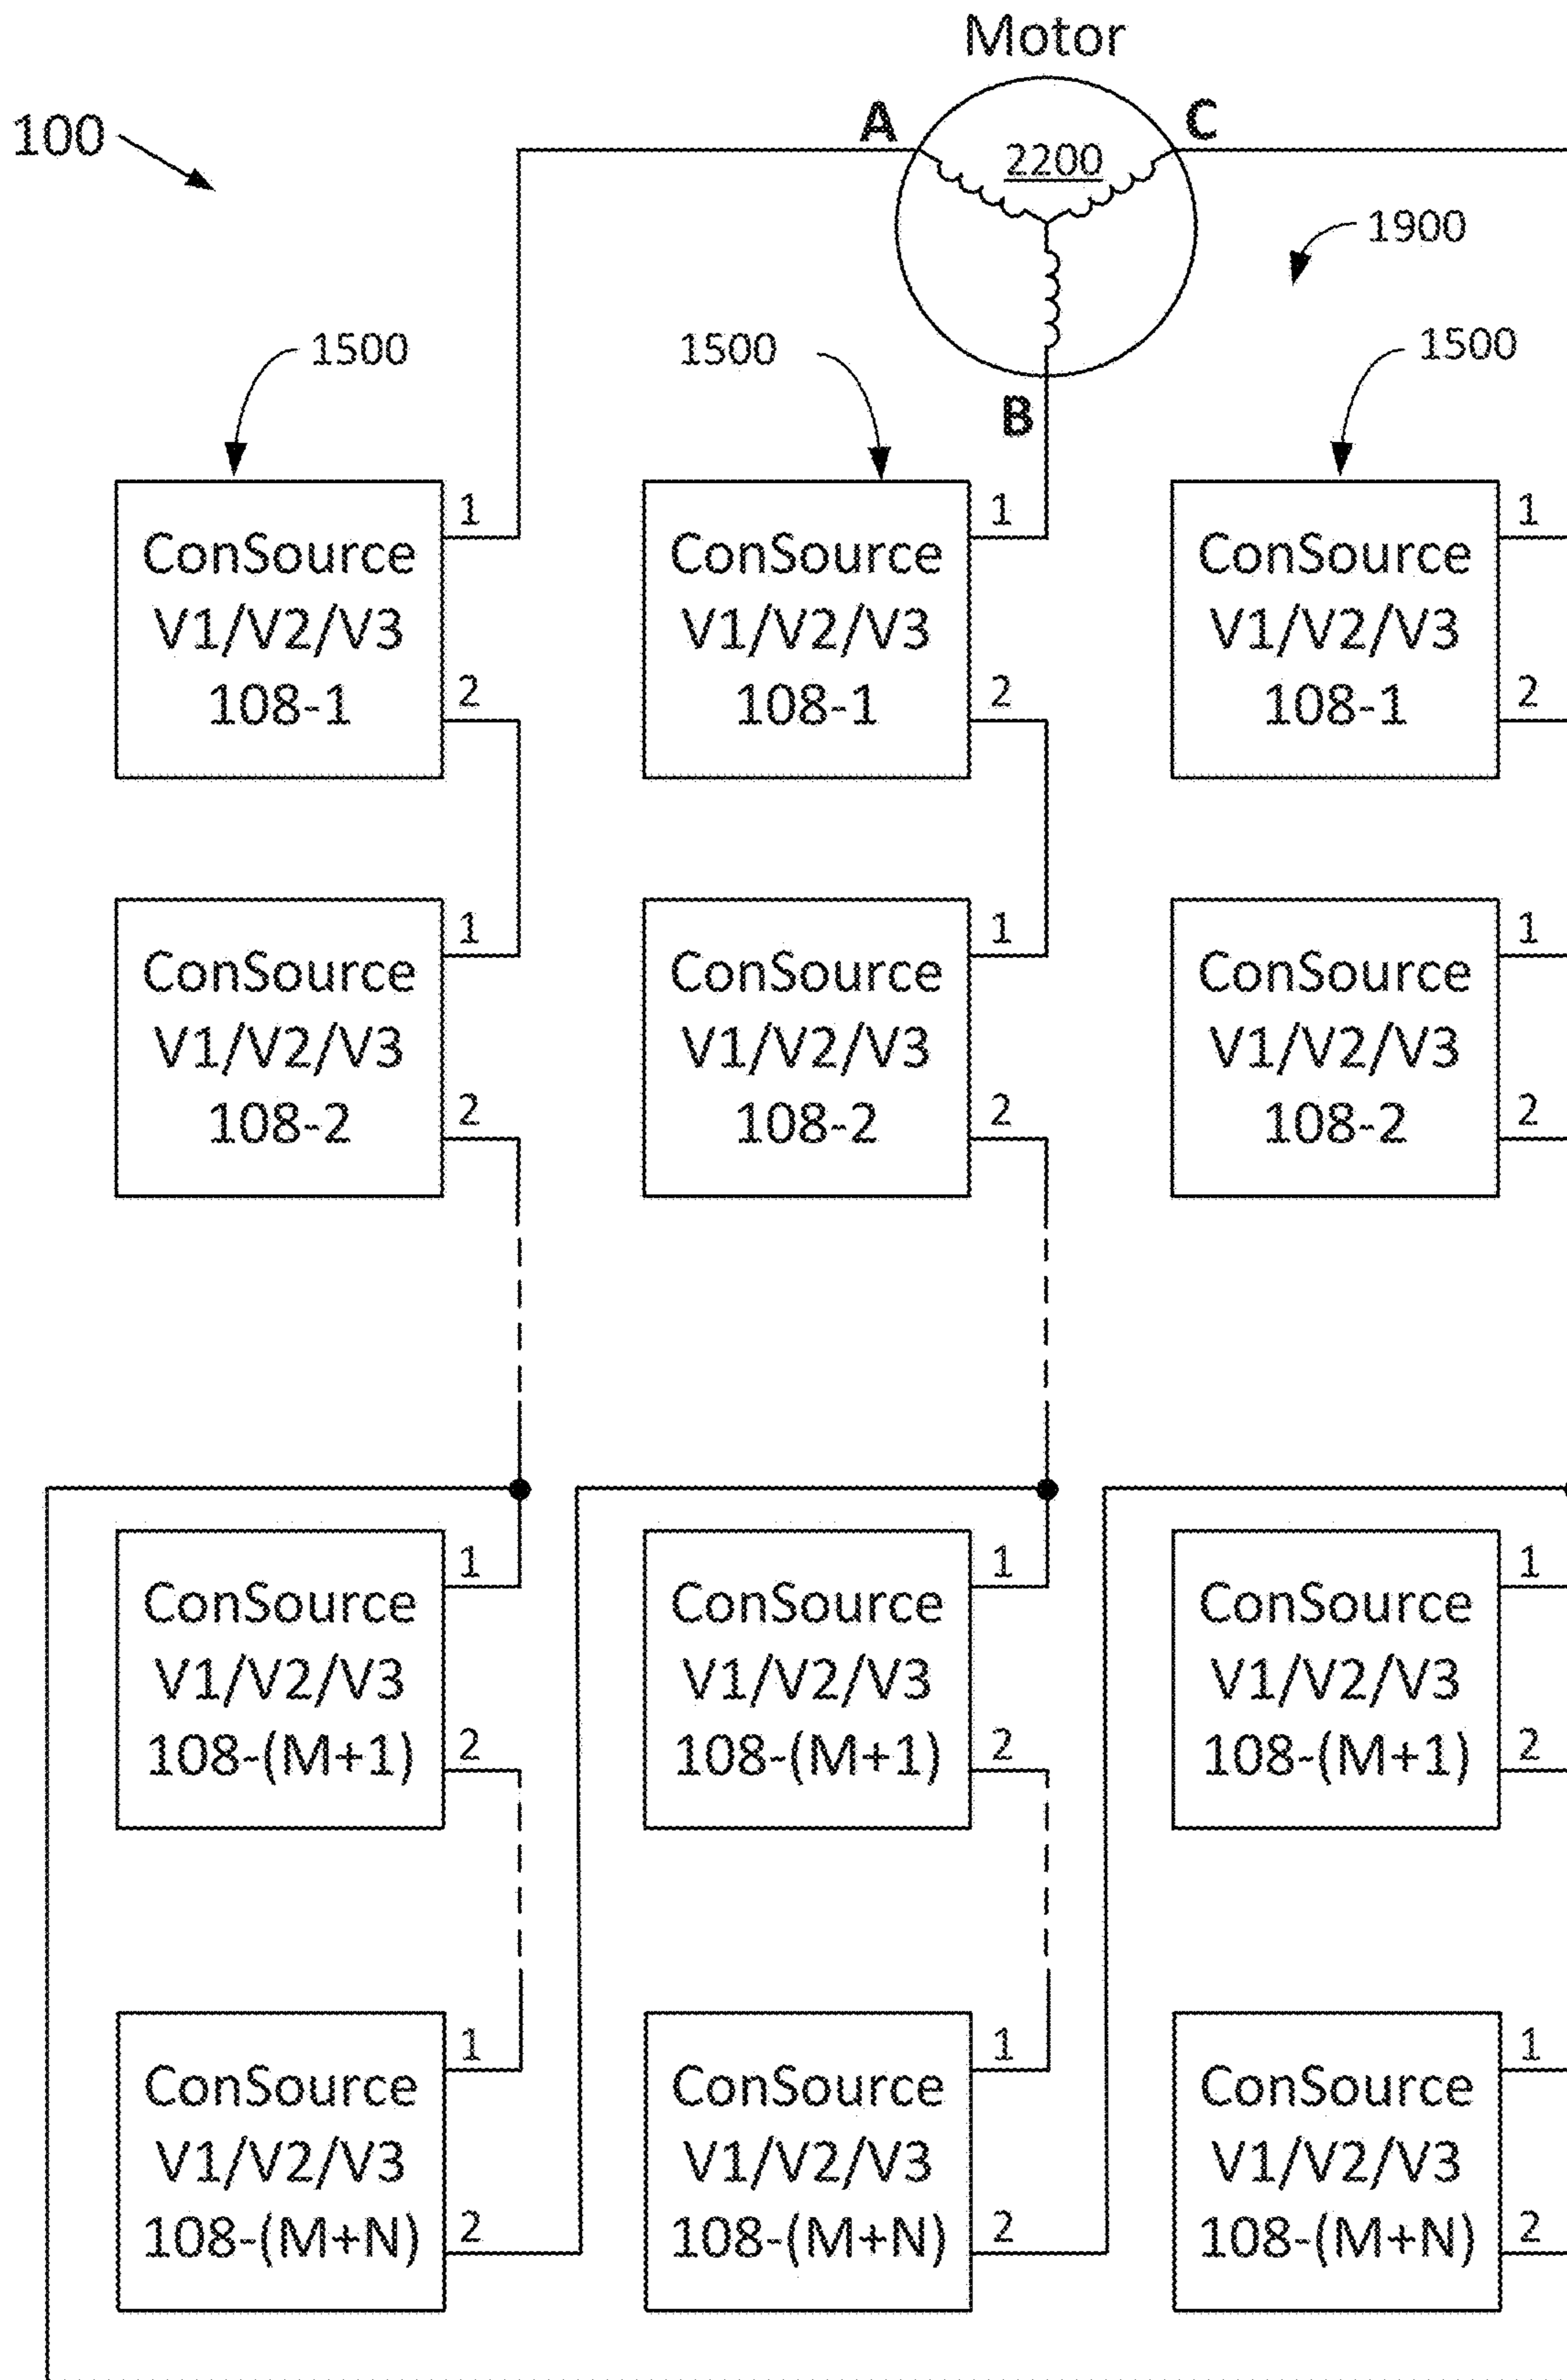 Motor
100
A
C
2200
1900
1500
1500
1500
B
ConSource
V1/V2/V3
108-1
1
2
ConSource
V1/V2/V3
108-1
1
2
ConSource
V1/V2/V3
108-1
1
2
ConSource
V1/V2/V3
108-2
1
2
ConSource
V1/V2/V3
108-2
1
2
ConSource
V1/V2/V3
108-2
1
2
ConSource
V1/V2/V3
108-(M+1)
1
2
ConSource
V1/V2/V3
108-(M+1)
1
2
ConSource
V1/V2/V3
108-(M+1)
1
2
ConSource
V1/V2/V3
108-(M+N)
1
2
ConSource
V1/V2/V3
108-(M+N)
1
2
ConSource
V1/V2/V3
108-(M+N)
1
2